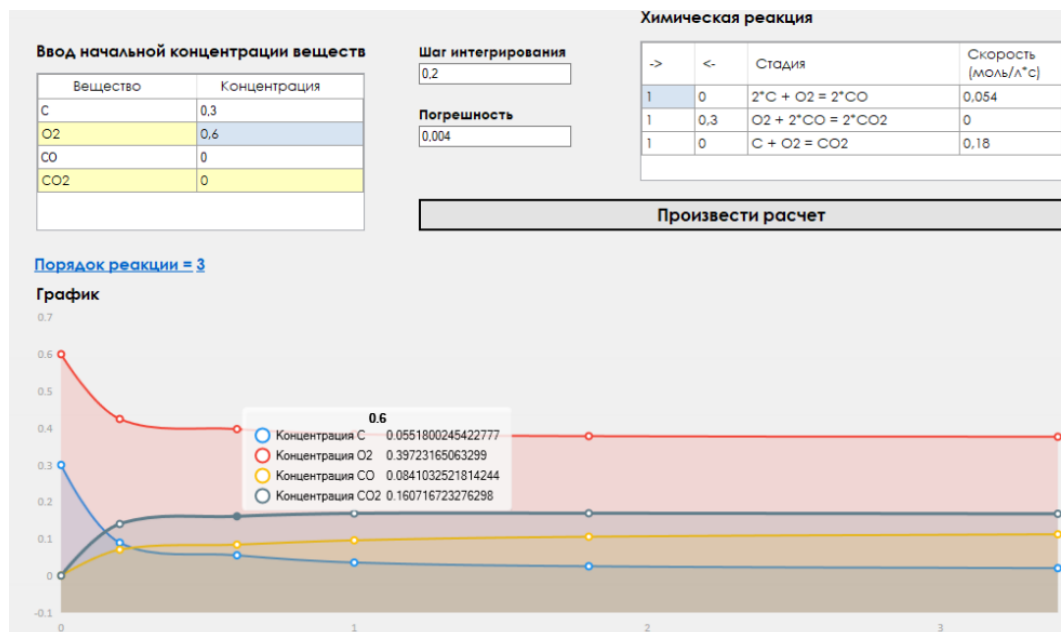 Химическая реакция
Ввод начальной концентрации веществ
Вещество Концентрация
C 0,3
O2 0,6
CO 0
CO2 0
Шаг интегрирования
0,2
Погрешность
0,004
-> <- Стадия Скорость (моль/л*с)
1 0 2*C + O2 = 2*CO 0,054
1 0,3 O2 + 2*CO = 2*CO2 0
1 0 C + O2 = CO2 0,18
Произвести расчет
Порядок реакции = 3
График
0.7
0.6
0.5
0.4
0.3
0.2
0.1
0
-0.1
0.6
Концентрация C 0.0551800245422777
Концентрация O2 0.39723165063299
Концентрация CO 0.0841032521814244
Концентрация CO2 0.160716723276298
0 1 2 3